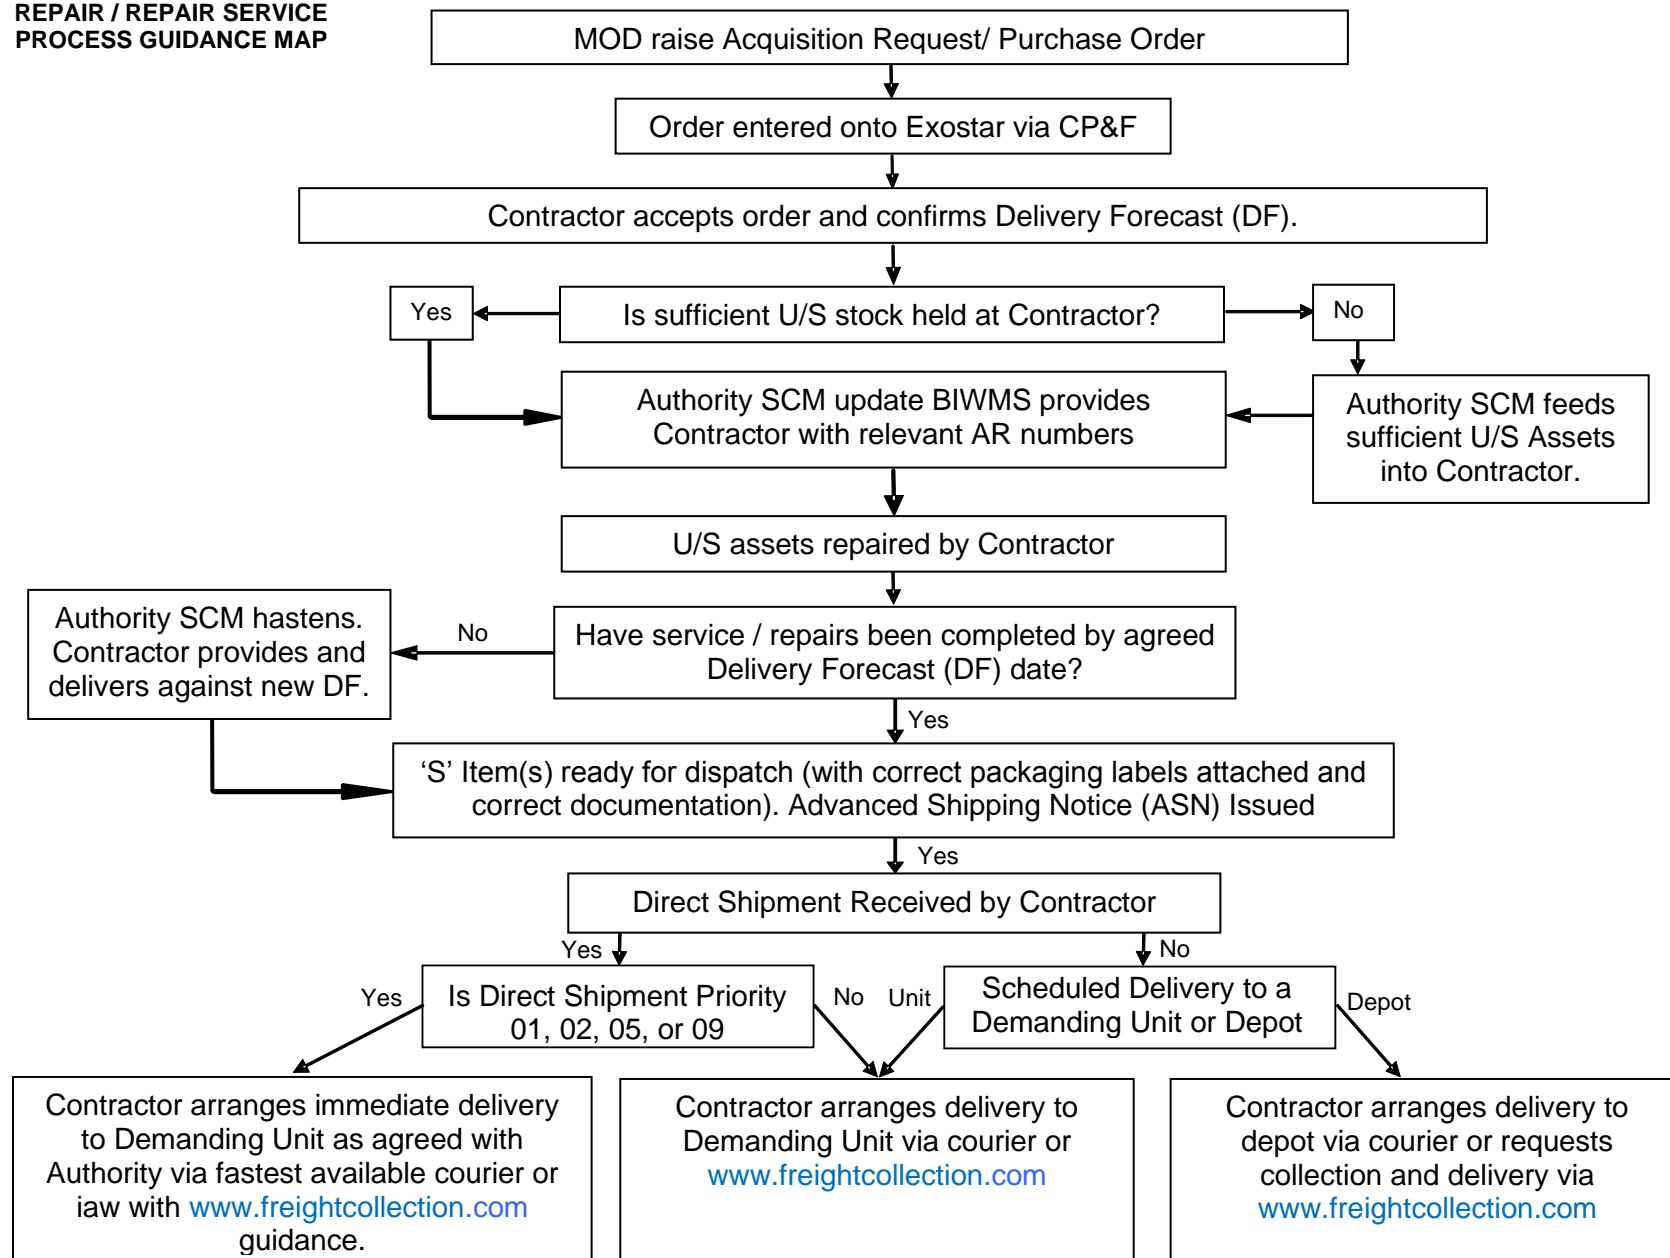 REPAIR / REPAIR SERVICE
PROCESS GUIDANCE MAP
MOD raise Acquisition Request/ Purchase Order
Order entered onto Exostar via CP&F
Contractor accepts order and confirms Delivery Forecast (DF).
Yes
Is sufficient U/S stock held at Contractor?
No
Authority SCM update BIWMS provides
Contractor with relevant AR numbers
Authority SCM feeds
sufficient U/S Assets
into Contractor.
U/S assets repaired by Contractor
Authority SCM hastens.
Contractor provides and
delivers against new DF.
No
Have service / repairs been completed by agreed
Delivery Forecast (DF) date?
Yes
‘S’ Item(s) ready for dispatch (with correct packaging labels attached and
correct documentation). Advanced Shipping Notice (ASN) Issued
Yes
Direct Shipment Received by Contractor
Yes
No
Yes
Is Direct Shipment Priority
01, 02, 05, or 09
No
Unit
Scheduled Delivery to a
Demanding Unit or Depot
Depot
Contractor arranges immediate delivery
to Demanding Unit as agreed with
Authority via fastest available courier or
iaw with www.freightcollection.com
guidance.
Contractor arranges delivery to
Demanding Unit via courier or
www.freightcollection.com
Contractor arranges delivery to
depot via courier or requests
collection and delivery via
www.freightcollection.com